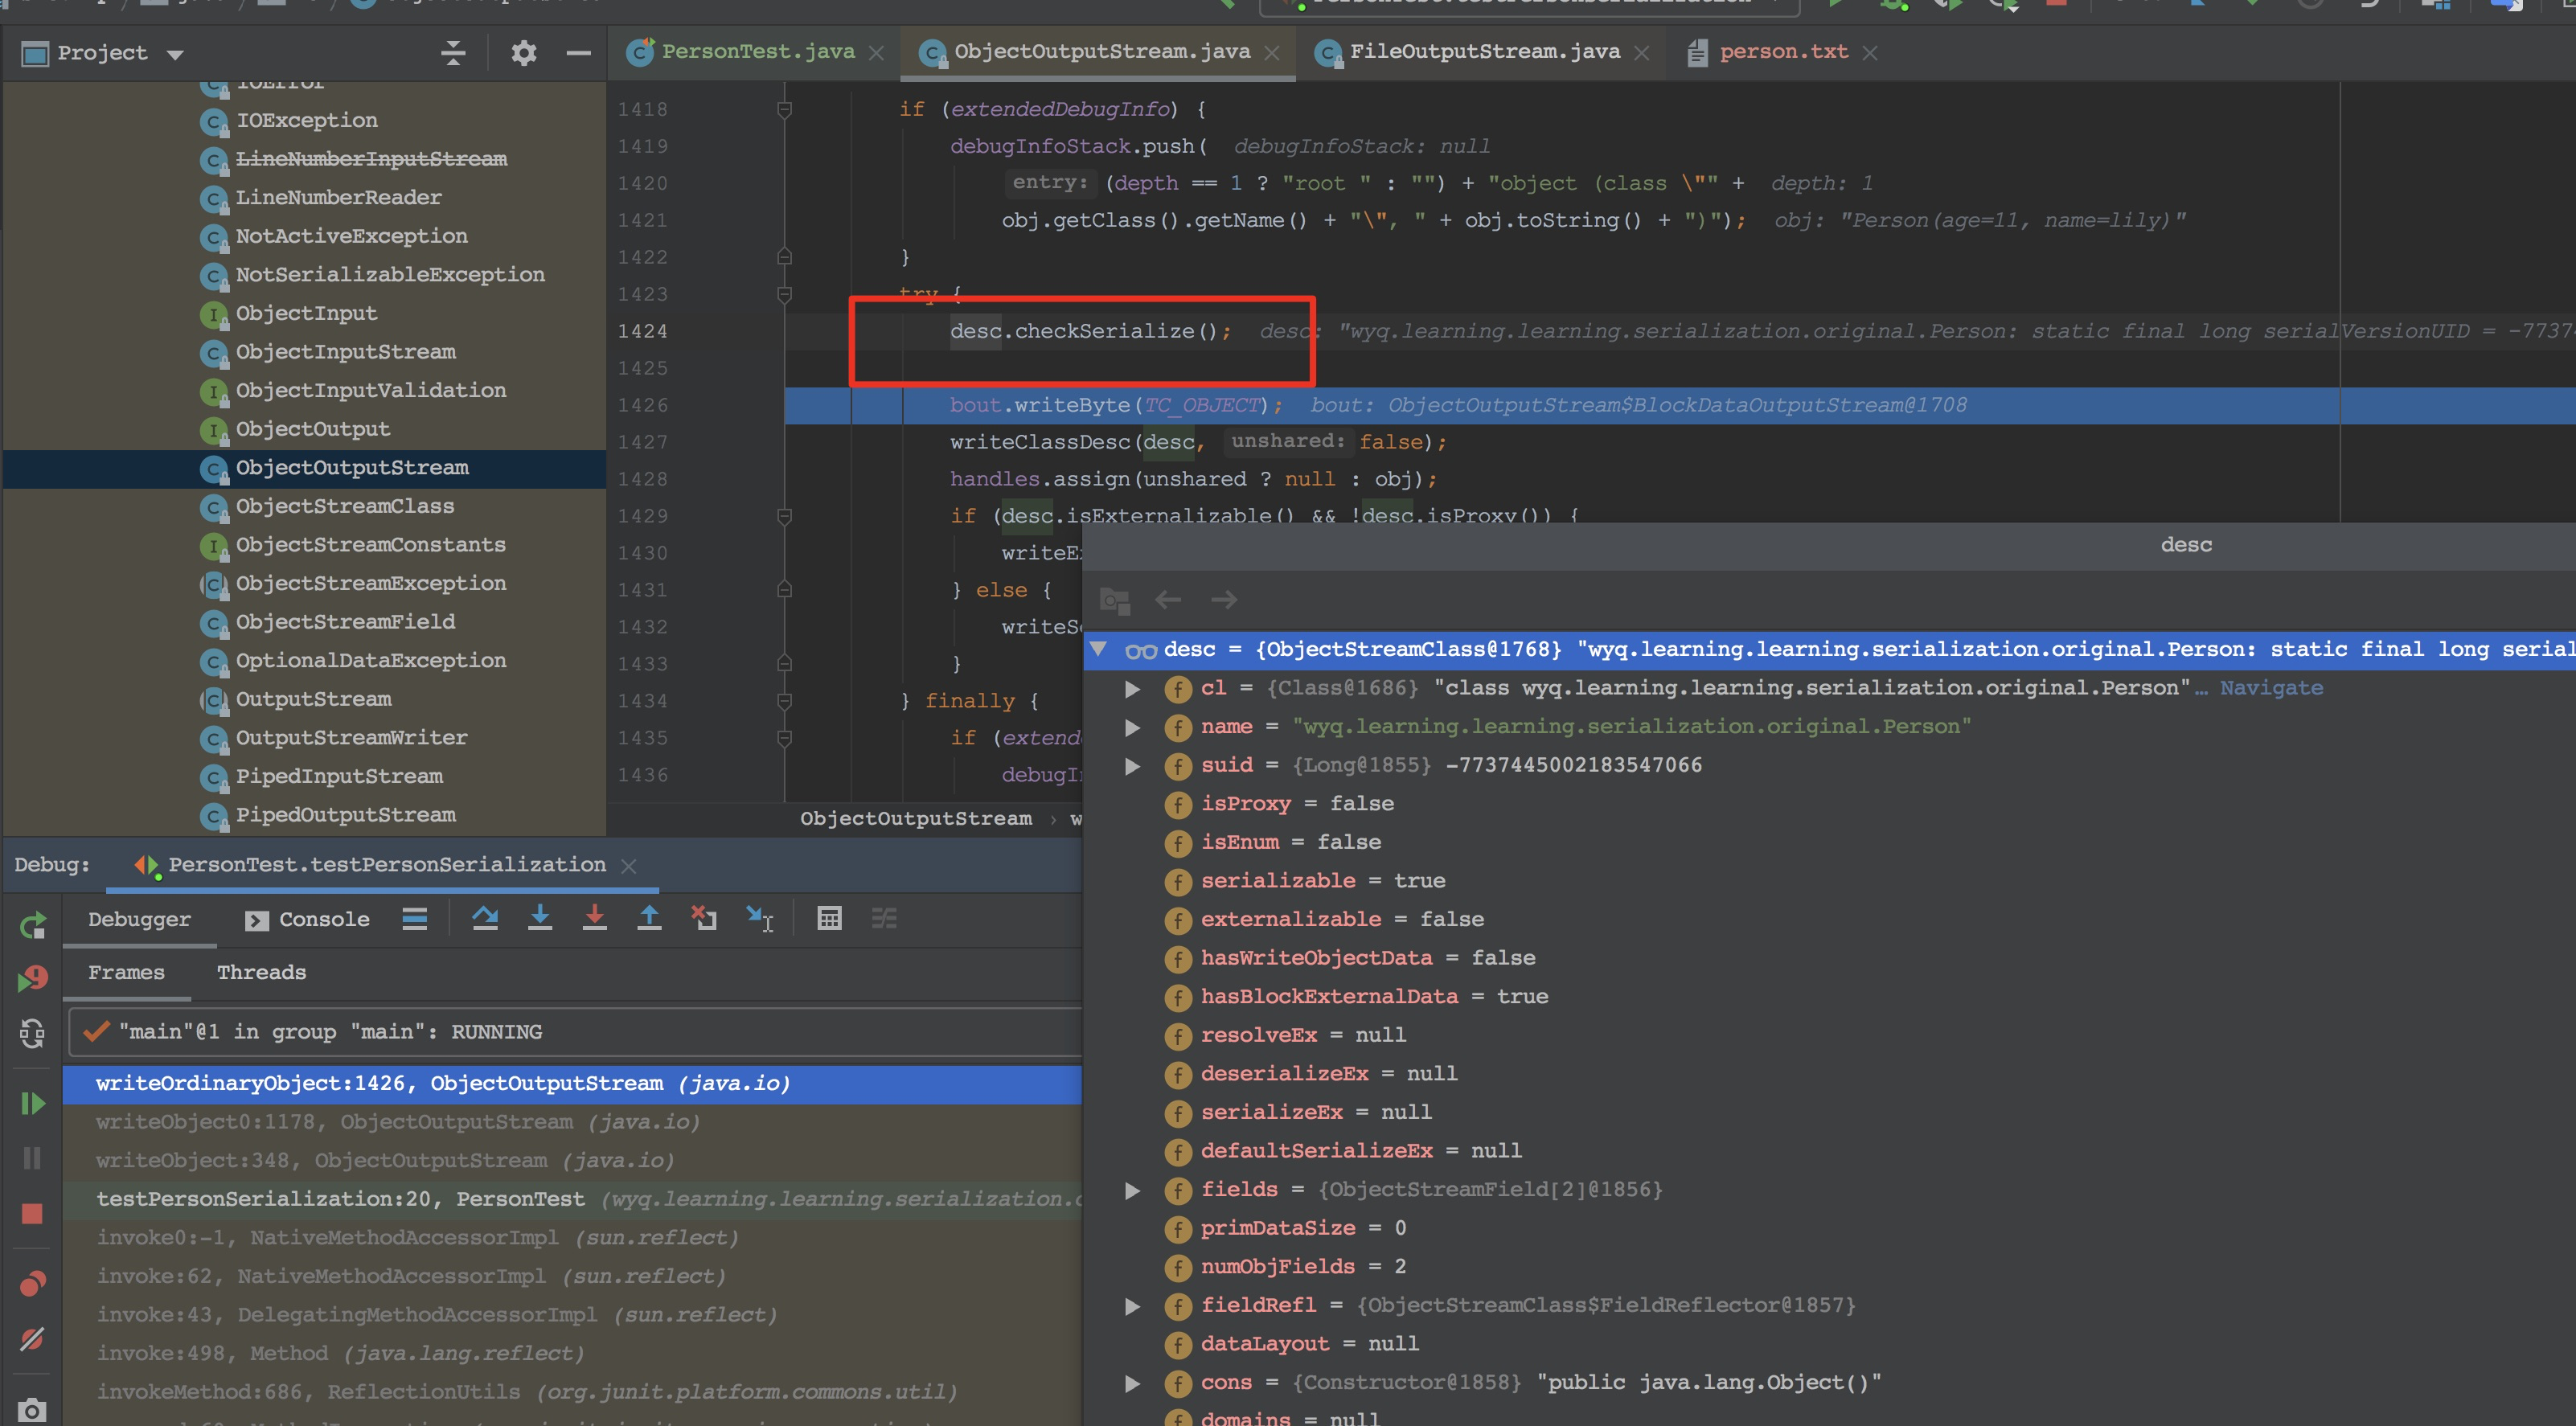 Project
PersonTest.java
ObjectOutputStream.java
FileOutputStream.java
person.txt
IOError
IOException
LineNumberInputStream
LineNumberReader
NotActiveException
NotSerializableException
ObjectInput
ObjectInputStream
ObjectInputValidation
ObjectOutput
ObjectOutputStream
ObjectStreamClass
ObjectStreamConstants
ObjectStreamException
ObjectStreamField
OptionalDataException
OutputStream
OutputStreamWriter
PipedInputStream
PipedOutputStream
1418 if (extendedDebugInfo) {
1419 debugInfoStack.push( debugInfoStack: null
1420 entry: (depth == 1 ? "root " : "") + "object (class \"" + depth: 1
1421 obj.getClass().getName() + "\", " + obj.toString() + ")"); obj: "Person(age=11, name=lily)"
1422 }
1423 try {
1424 desc.checkSerialize(); desc: "wyq.learning.learning.serialization.original.Person: static final long serialVersionUID = -7737
1425
1426 bout.writeByte(TC_OBJECT); bout: ObjectOutputStream$BlockDataOutputStream@1708
1427 writeClassDesc(desc, unshared: false);
1428 handles.assign(unshared ? null : obj);
1429 if (desc.isExternalizable() && !desc.isProxy()) {
1430 writeE
1431 } else {
1432 writeS
1433 }
1434 } finally {
1435 if (extend
1436 debugI
ObjectOutputStream › w
desc
desc = {ObjectStreamClass@1768} "wyq.learning.learning.serialization.original.Person: static final long serial
cl = {Class@1686} "class wyq.learning.learning.serialization.original.Person"… Navigate
name = "wyq.learning.learning.serialization.original.Person"
suid = {Long@1855} -7737445002183547066
isProxy = false
isEnum = false
serializable = true
externalizable = false
hasWriteObjectData = false
hasBlockExternalData = true
resolveEx = null
deserializeEx = null
serializeEx = null
defaultSerializeEx = null
fields = {ObjectStreamField[2]@1856}
primDataSize = 0
numObjFields = 2
fieldRefl = {ObjectStreamClass$FieldReflector@1857}
dataLayout = null
cons = {Constructor@1858} "public java.lang.Object()"
domains = null
Debug: PersonTest.testPersonSerialization
Debugger Console
Frames Threads
"main"@1 in group "main": RUNNING
writeOrdinaryObject:1426, ObjectOutputStream (java.io)
writeObject0:1178, ObjectOutputStream (java.io)
writeObject:348, ObjectOutputStream (java.io)
testPersonSerialization:20, PersonTest (wyq.learning.learning.serialization.
invoke0:-1, NativeMethodAccessorImpl (sun.reflect)
invoke:62, NativeMethodAccessorImpl (sun.reflect)
invoke:43, DelegatingMethodAccessorImpl (sun.reflect)
invoke:498, Method (java.lang.reflect)
invokeMethod:686, ReflectionUtils (org.junit.platform.commons.util)